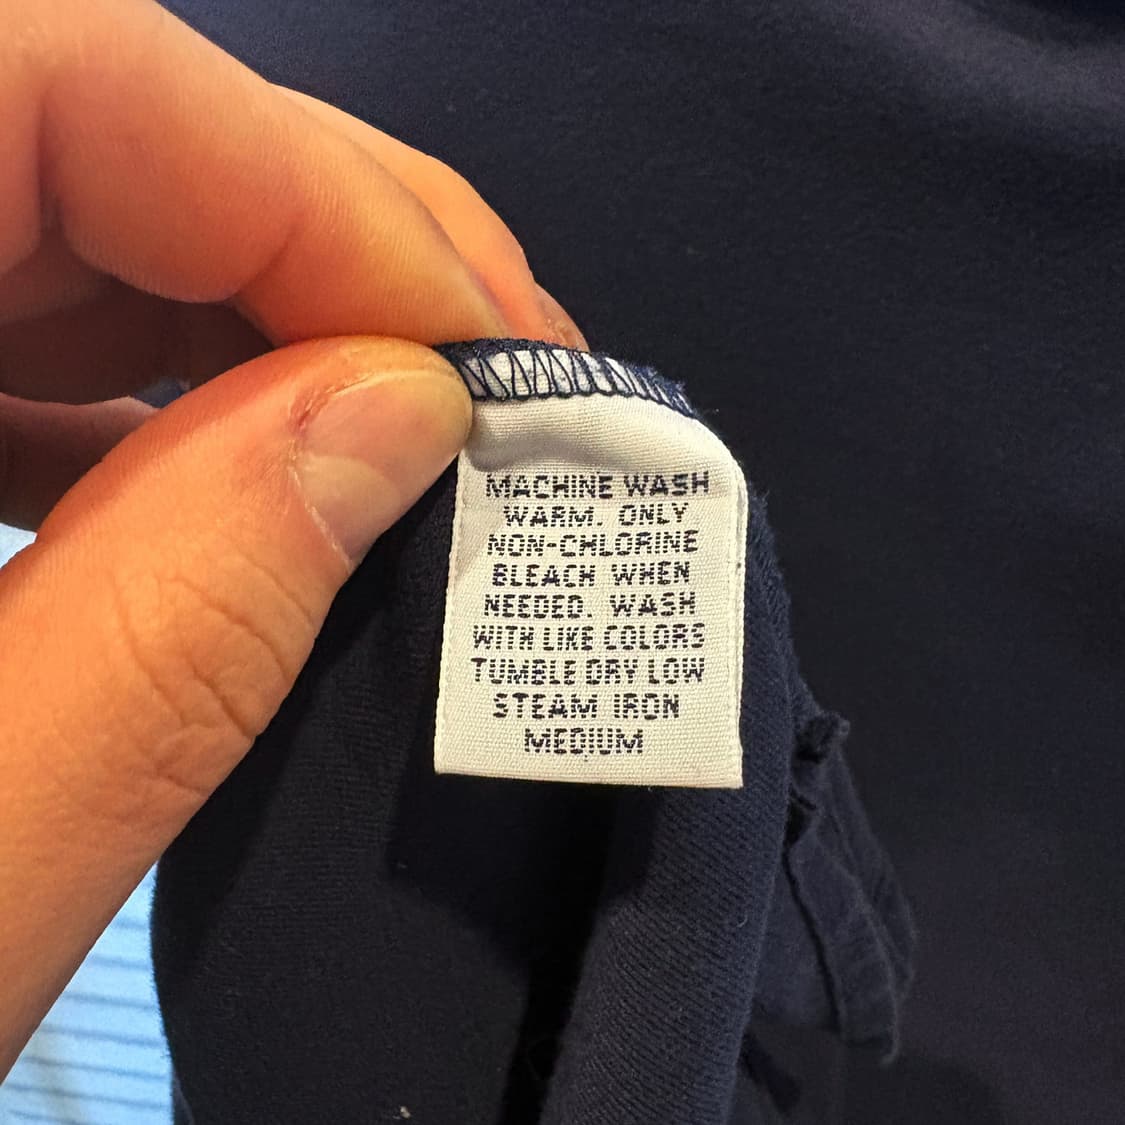 MACHINE WASH
WARM. ONLY
NON-CHLORINE
BLEACH WHEN
NEEDED. WASH
WITH LIKE COLORS
TUMBLE DRY LOW
STEAM IRON
MEDIUM